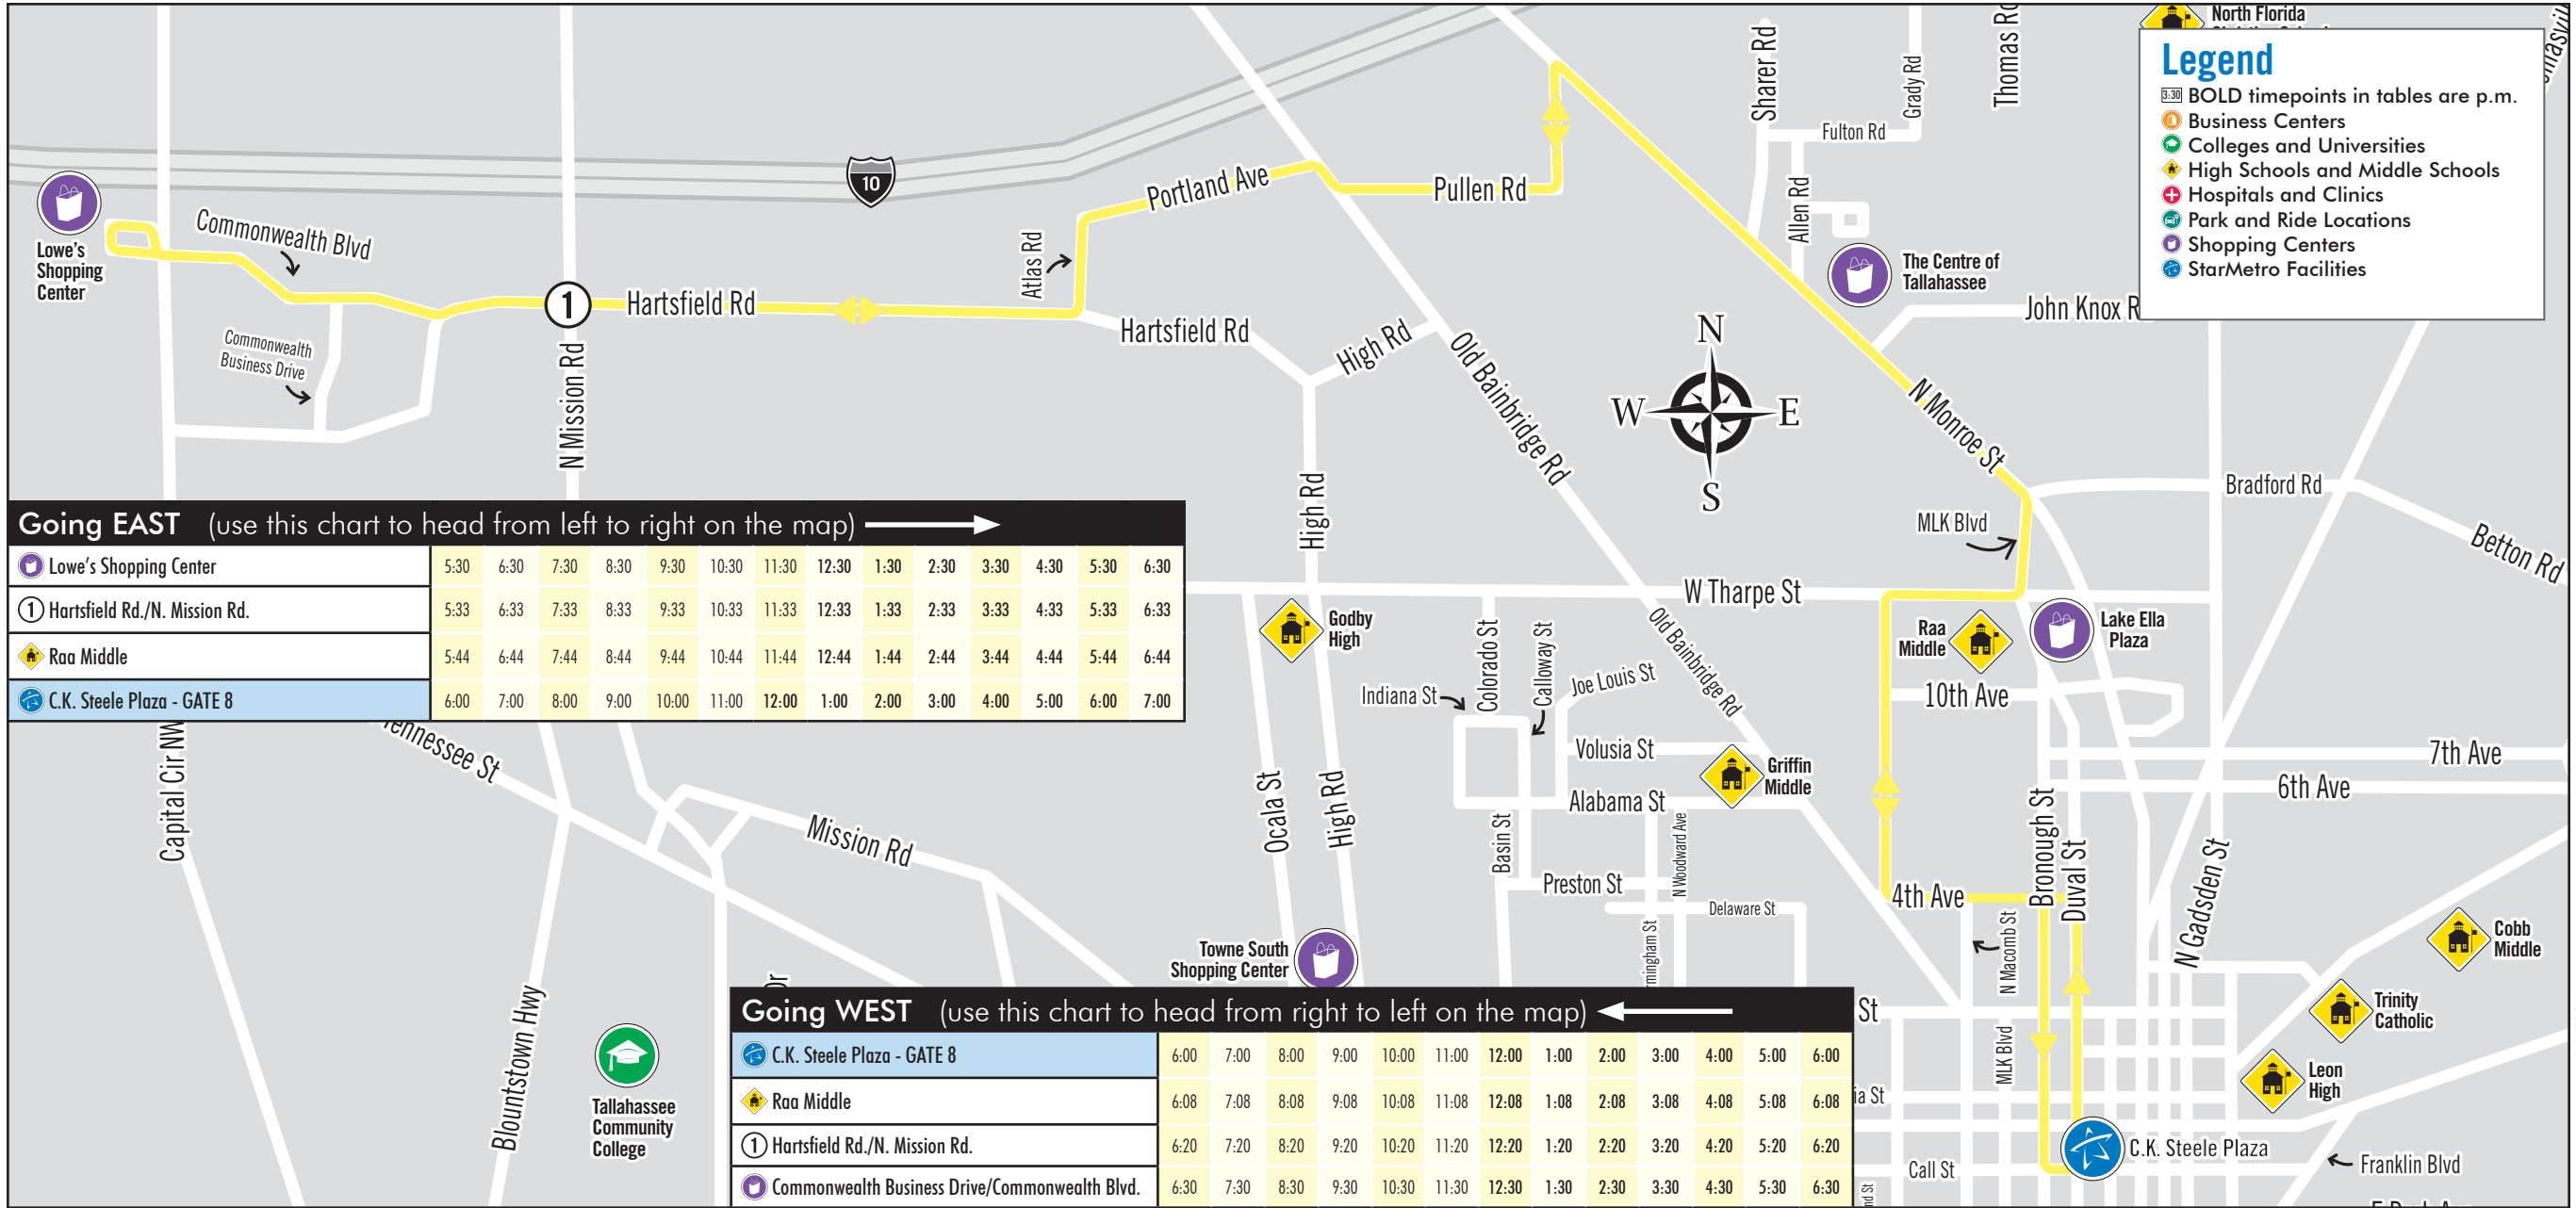 North Florida
Legend
3:30 BOLD timepoints in tables are p.m.
Business Centers
Colleges and Universities
High Schools and Middle Schools
Hospitals and Clinics
Park and Ride Locations
Shopping Centers
StarMetro Facilities
Sharer Rd
Grady Rd
Thomas Rd
Fulton Rd
Allen Rd
10
Lowe's
Shopping
Center
Commonwealth Blvd
Portland Ave
Pullen Rd
Atlas Rd
The Centre of
Tallahassee
John Knox R
1
Hartsfield Rd
Hartsfield Rd
High Rd
Commonwealth
Business Drive
N Mission Rd
Old Bainbridge Rd
N
W
E
S
N Monroe St
Bradford Rd
MLK Blvd
Betton Rd
High Rd
Going EAST (use this chart to head from left to right on the map)
Lowe's Shopping Center 5:30 6:30 7:30 8:30 9:30 10:30 11:30 12:30 1:30 2:30 3:30 4:30 5:30 6:30
1 Hartsfield Rd./N. Mission Rd. 5:33 6:33 7:33 8:33 9:33 10:33 11:33 12:33 1:33 2:33 3:33 4:33 5:33 6:33
Raa Middle 5:44 6:44 7:44 8:44 9:44 10:44 11:44 12:44 1:44 2:44 3:44 4:44 5:44 6:44
C.K. Steele Plaza - GATE 8 6:00 7:00 8:00 9:00 10:00 11:00 12:00 1:00 2:00 3:00 4:00 5:00 6:00 7:00
W Tharpe St
Godby
High
Colorado St
Calloway St
Old Bainbridge Rd
Raa
Middle
Lake Ella
Plaza
Indiana St
Joe Louis St
10th Ave
Volusia St
Griffin
Middle
7th Ave
6th Ave
Alabama St
Capital Cir NW
Tennessee St
Mission Rd
Ocala St
High Rd
Basin St
N Woodward Ave
Preston St
Delaware St
4th Ave
Bronough St
Duval St
N Gadsden St
N Macomb St
Cobb
Middle
Trinity
Catholic
Leon
High
Towne South
Shopping Center
Dr
St
MLK Blvd
Blountstown Hwy
Tallahassee
Community
College
Going WEST (use this chart to head from right to left on the map)
C.K. Steele Plaza - GATE 8 6:00 7:00 8:00 9:00 10:00 11:00 12:00 1:00 2:00 3:00 4:00 5:00 6:00
Raa Middle 6:08 7:08 8:08 9:08 10:08 11:08 12:08 1:08 2:08 3:08 4:08 5:08 6:08
1 Hartsfield Rd./N. Mission Rd. 6:20 7:20 8:20 9:20 10:20 11:20 12:20 1:20 2:20 3:20 4:20 5:20 6:20
Commonwealth Business Drive/Commonwealth Blvd. 6:30 7:30 8:30 9:30 10:30 11:30 12:30 1:30 2:30 3:30 4:30 5:30 6:30
ia St
C.K. Steele Plaza
Call St
Franklin Blvd